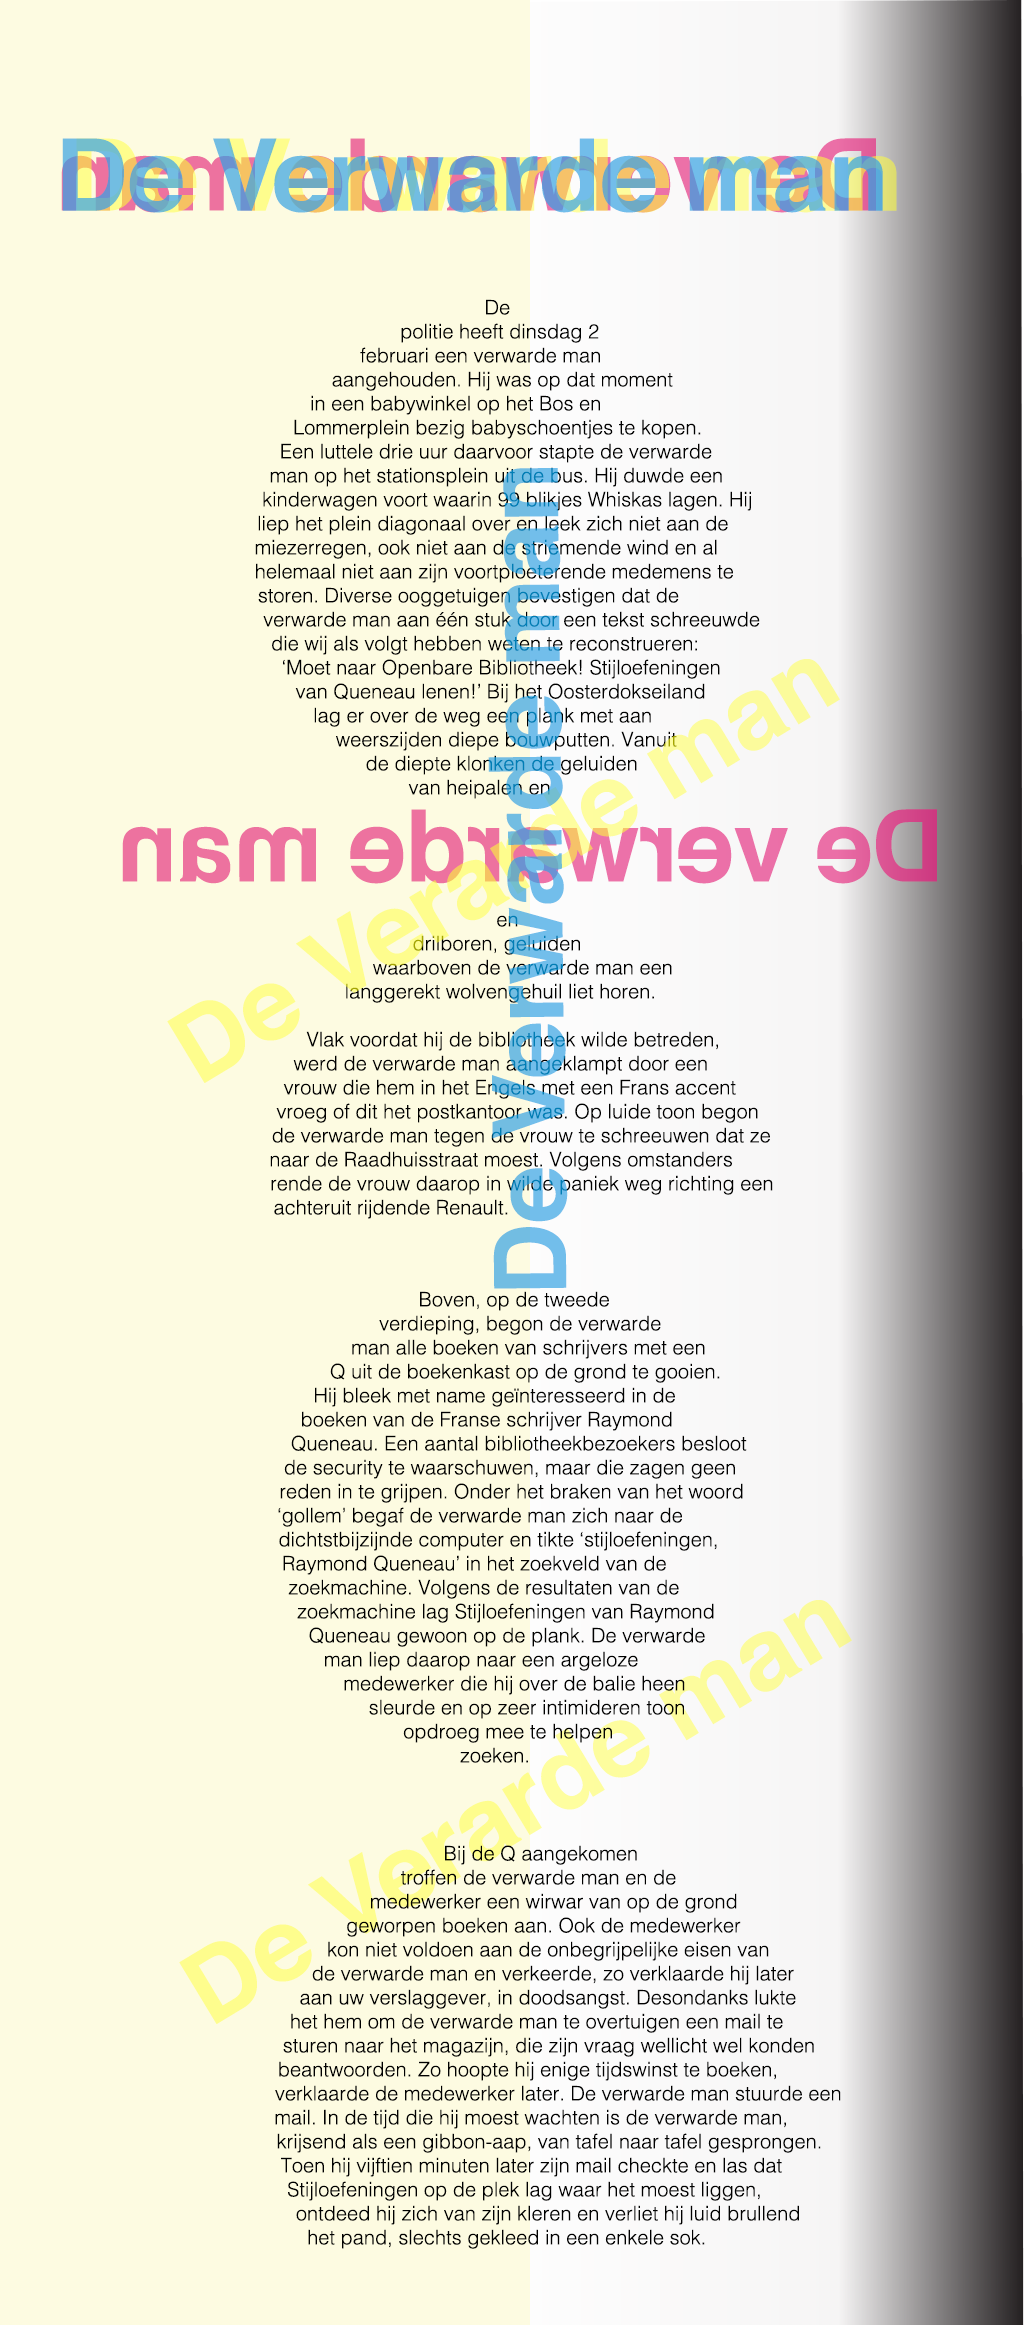 De Verwarde man
De verwarde man
De Verarde man
De
politie heeft dinsdag 2
februari een verwarde man
aangehouden. Hij was op dat moment
in een babywinkel op het Bos en
Lommerplein bezig babyschoentjes te kopen.
Een luttele drie uur daarvoor stapte de verwarde
man op het stationsplein uit de bus. Hij duwde een
kinderwagen voort waarin 99 blikjes Whiskas lagen. Hij
liep het plein diagonaal over en leek zich niet aan de
miezerregen, ook niet aan de striemende wind en al
helemaal niet aan zijn voortploeterende medemens te
storen. Diverse ooggetuigen bevestigen dat de
verwarde man aan één stuk door een tekst schreeuwde
die wij als volgt hebben weten te reconstrueren:
‘Moet naar Openbare Bibliotheek! Stijloefeningen
van Queneau lenen!’ Bij het Oosterdokseiland
lag er over de weg een plank met aan
weerszijden diepe bouwputten. Vanuit
de diepte klonken de geluiden
van heipalen en
De Verwarde man
De verwarde man
De Verarde man
en
drilboren, geluiden
waarboven de verwarde man een
langgerekt wolvengehuil liet horen.
Vlak voordat hij de bibliotheek wilde betreden,
werd de verwarde man aangeklampt door een
vrouw die hem in het Engels met een Frans accent
vroeg of dit het postkantoor was. Op luide toon begon
de verwarde man tegen de vrouw te schreeuwen dat ze
naar de Raadhuisstraat moest. Volgens omstanders
rende de vrouw daarop in wilde paniek weg richting een
achteruit rijdende Renault.
Boven, op de tweede
verdieping, begon de verwarde
man alle boeken van schrijvers met een
Q uit de boekenkast op de grond te gooien.
Hij bleek met name geïnteresseerd in de
boeken van de Franse schrijver Raymond
Queneau. Een aantal bibliotheekbezoekers besloot
de security te waarschuwen, maar die zagen geen
reden in te grijpen. Onder het braken van het woord
‘gollem’ begaf de verwarde man zich naar de
dichtstbijzijnde computer en tikte ‘stijloefeningen,
Raymond Queneau’ in het zoekveld van de
zoekmachine. Volgens de resultaten van de
zoekmachine lag Stijloefeningen van Raymond
Queneau gewoon op de plank. De verwarde
man liep daarop naar een argeloze
medewerker die hij over de balie heen
sleurde en op zeer intimideren toon
opdroeg mee te helpen
zoeken.
De Verarde man
Bij de Q aangekomen
troffen de verwarde man en de
medewerker een wirwar van op de grond
geworpen boeken aan. Ook de medewerker
kon niet voldoen aan de onbegrijpelijke eisen van
de verwarde man en verkeerde, zo verklaarde hij later
aan uw verslaggever, in doodsangst. Desondanks lukte
het hem om de verwarde man te overtuigen een mail te
sturen naar het magazijn, die zijn vraag wellicht wel konden
beantwoorden. Zo hoopte hij enige tijdswinst te boeken,
verklaarde de medewerker later. De verwarde man stuurde een
mail. In de tijd die hij moest wachten is de verwarde man,
krijsend als een gibbon-aap, van tafel naar tafel gesprongen.
Toen hij vijftien minuten later zijn mail checkte en las dat
Stijloefeningen op de plek lag waar het moest liggen,
ontdeed hij zich van zijn kleren en verliet hij luid brullend
het pand, slechts gekleed in een enkele sok.